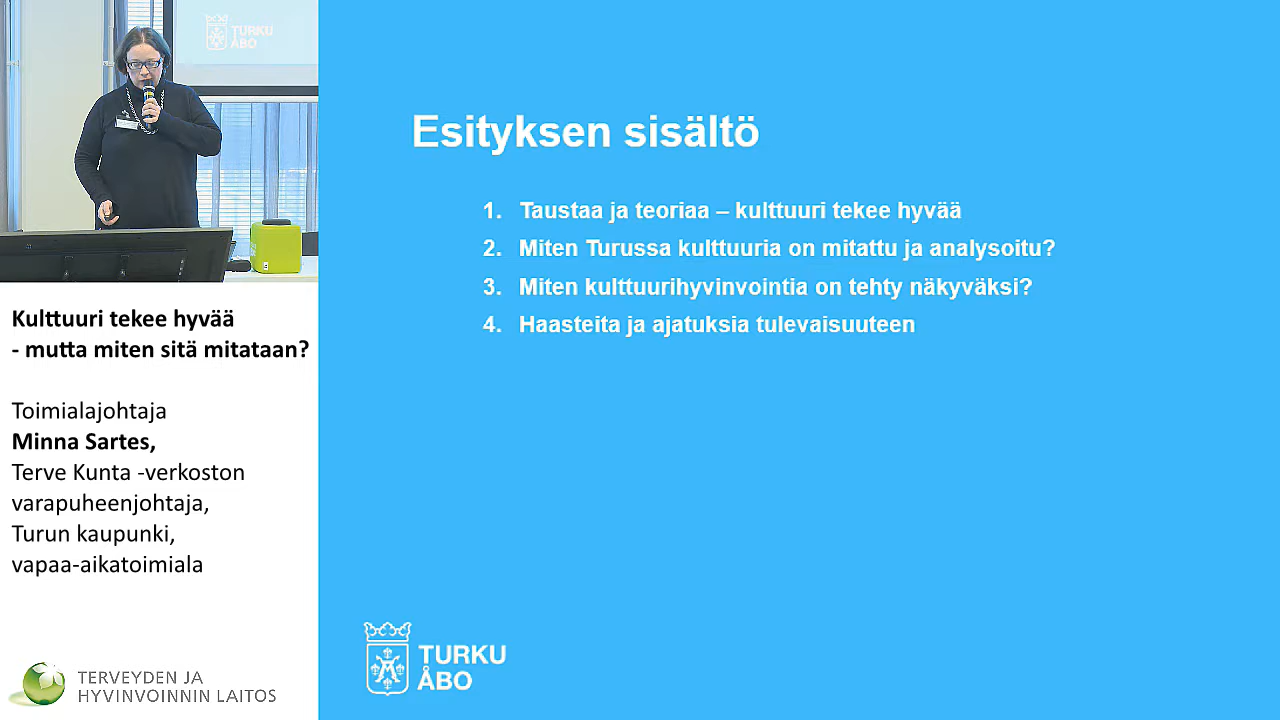 TURKU
ÅBO
Kulttuuri tekee hyvää
- mutta miten sitä mitataan?
Toimialajohtaja
Minna Sartes,
Terve Kunta -verkoston
varapuheenjohtaja,
Turun kaupunki,
vapaa-aikatoimiala
TERVEYDEN JA
HYVINVOINNIN LAITOS
Esityksen sisältö
1. Taustaa ja teoriaa – kulttuuri tekee hyvää
2. Miten Turussa kulttuuria on mitattu ja analysoitu?
3. Miten kulttuurihyvinvointia on tehty näkyväksi?
4. Haasteita ja ajatuksia tulevaisuuteen
TURKU
ÅBO